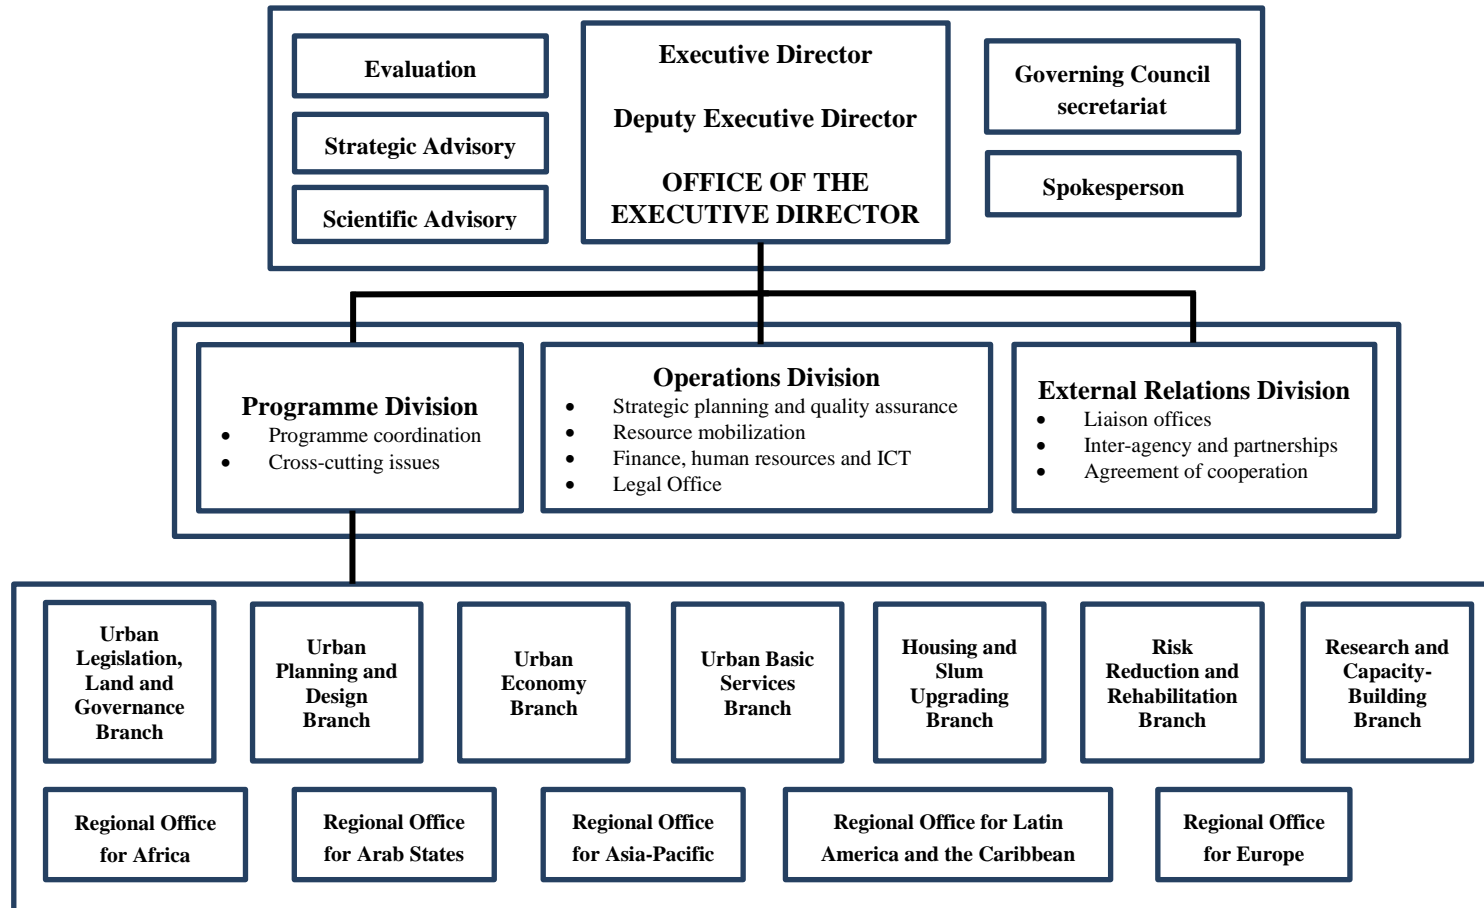 Evaluation
Strategic Advisory
Scientific Advisory
Executive Director
Deputy Executive Director
OFFICE OF THE
EXECUTIVE DIRECTOR
Governing Council
secretariat
Spokesperson
Programme Division
• Programme coordination
• Cross-cutting issues
Operations Division
• Strategic planning and quality assurance
• Resource mobilization
• Finance, human resources and ICT
• Legal Office
External Relations Division
• Liaison offices
• Inter-agency and partnerships
• Agreement of cooperation
Urban
Legislation,
Land and
Governance
Branch
Urban
Planning and
Design
Branch
Urban
Economy
Branch
Urban Basic
Services
Branch
Housing and
Slum
Upgrading
Branch
Risk
Reduction and
Rehabilitation
Branch
Research and
Capacity-
Building
Branch
Regional Office
for Africa
Regional Office
for Arab States
Regional Office
for Asia-Pacific
Regional Office for Latin
America and the Caribbean
Regional Office
for Europe